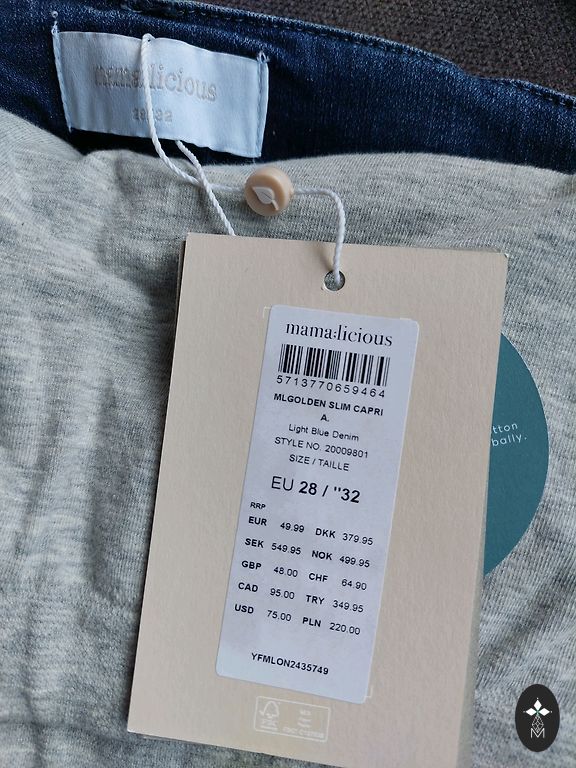 mama:licious
mama:licious
5713770659464
MLGOLDEN SLIM CAPRI
A.
Light Blue Denim
STYLE NO. 20009801
SIZE / TAILLE
EU 28 / "32
RRP
EUR 49.99 DKK 379.95
SEK 549.95 NOK 499.95
GBP 48.00 CHF 64.90
CAD 95.00 TRY 349.95
USD 75.00 PLN 220.00
YFMLON2435749
tton
bally.
FSC
M